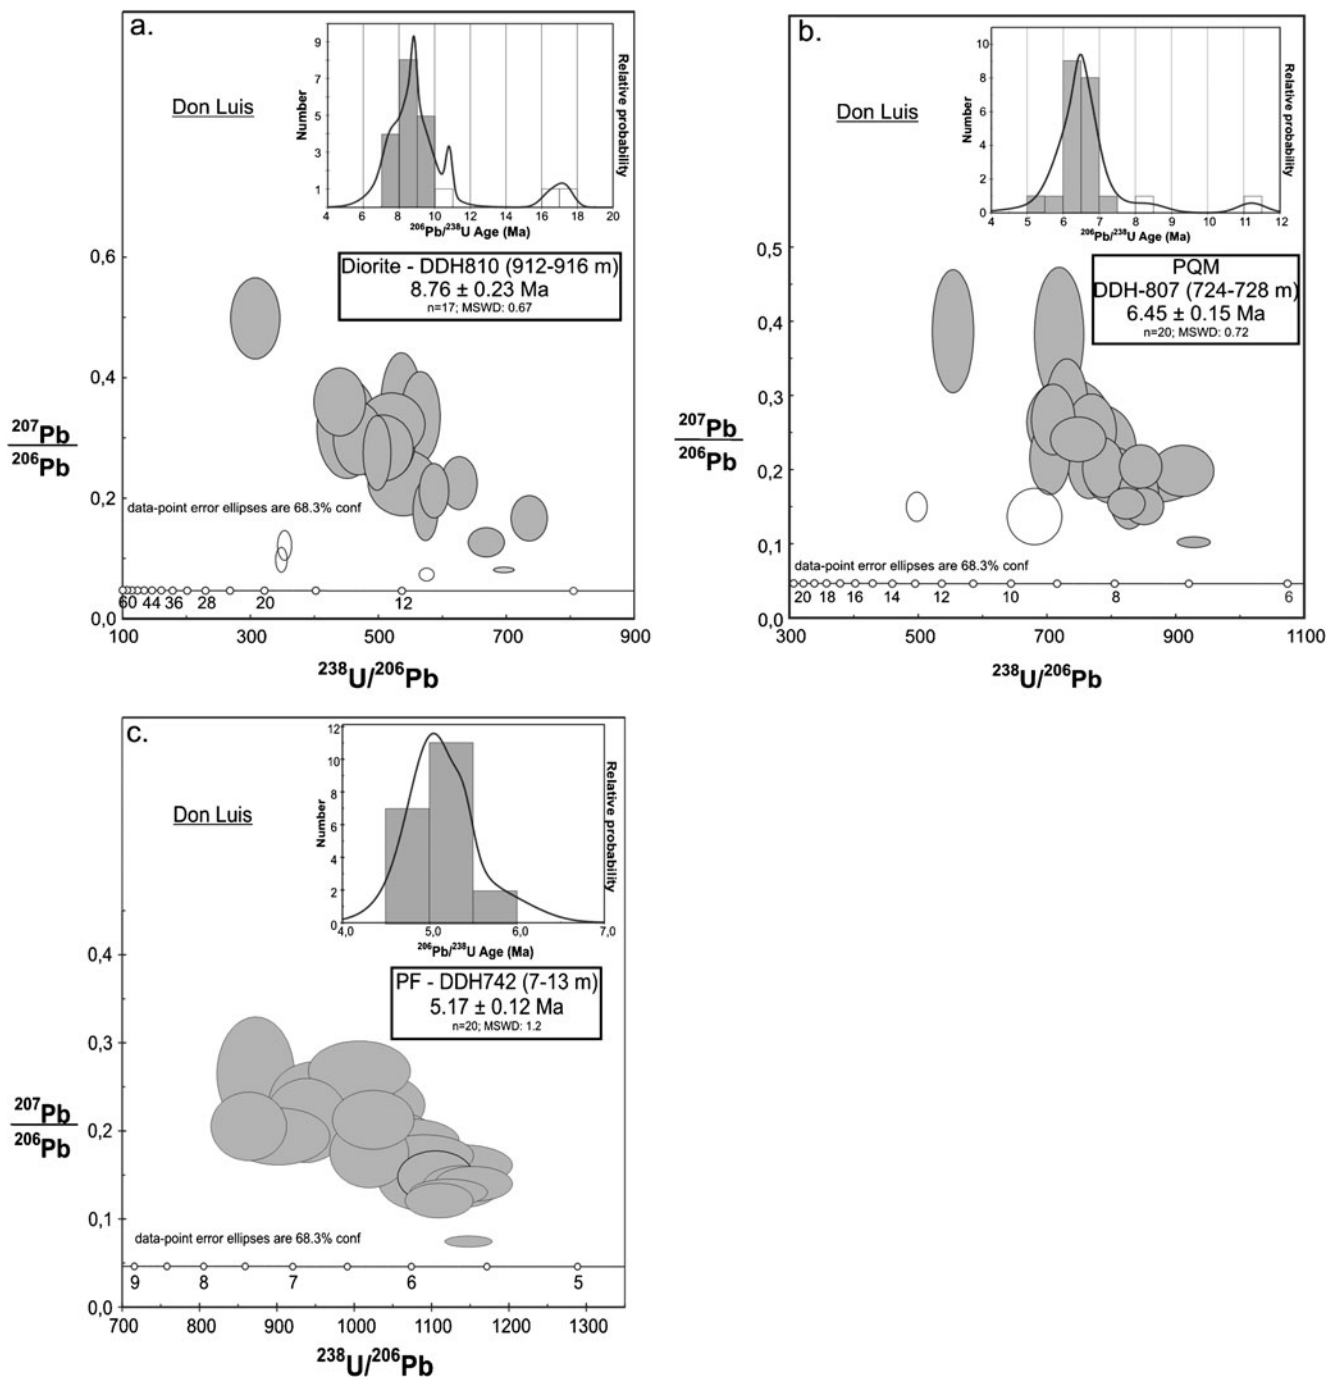 a.
Don Luis
Number
9
7
5
3
1
4 6 8 10 12 14 16 18 20
206Pb/238U Age (Ma)
Relative probability
Diorite - DDH810 (912-916 m)
8.76 ± 0.23 Ma
n=17; MSWD: 0.67
0,6
0,4
0,2
0,0
207Pb
206Pb
data-point error ellipses are 68.3% conf
60 44 36 28 20 12
100 300 500 700 900
238U/206Pb
b.
Don Luis
Number
10
8
6
4
2
0
4 5 6 7 8 9 10 11 12
206Pb/238U Age (Ma)
Relative probability
PQM
DDH-807 (724-728 m)
6.45 ± 0.15 Ma
n=20; MSWD: 0.72
0,5
0,4
0,3
0,2
0,1
0,0
207Pb
206Pb
data-point error ellipses are 68.3% conf
20 18 16 14 12 10 8 6
300 500 700 900 1100
238U/206Pb
c.
Don Luis
Number
12
10
8
6
4
2
0
4,0 5,0 6,0 7,0
206Pb/238U Age (Ma)
Relative probability
PF - DDH742 (7-13 m)
5.17 ± 0.12 Ma
n=20; MSWD: 1.2
0,4
0,3
0,2
0,1
0,0
207Pb
206Pb
data-point error ellipses are 68.3% conf
9 8 7 6 5
700 800 900 1000 1100 1200 1300
238U/206Pb